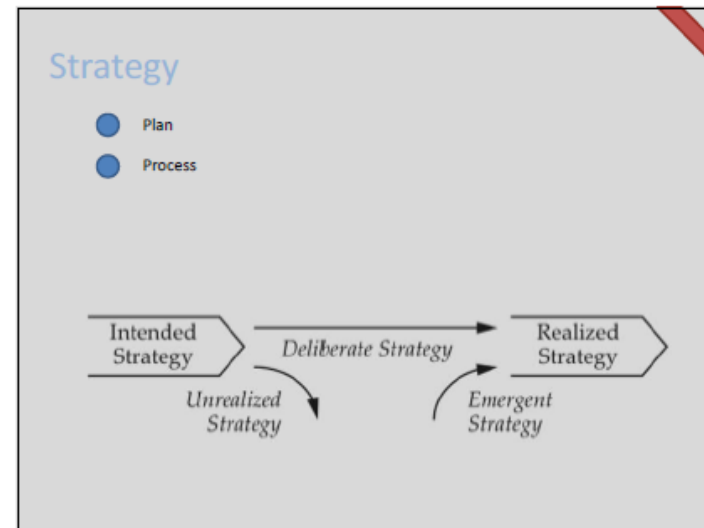 Strategy
Plan
Process
Intended
Strategy
Deliberate Strategy
Realized
Strategy
Unrealized
Strategy
Emergent
Strategy